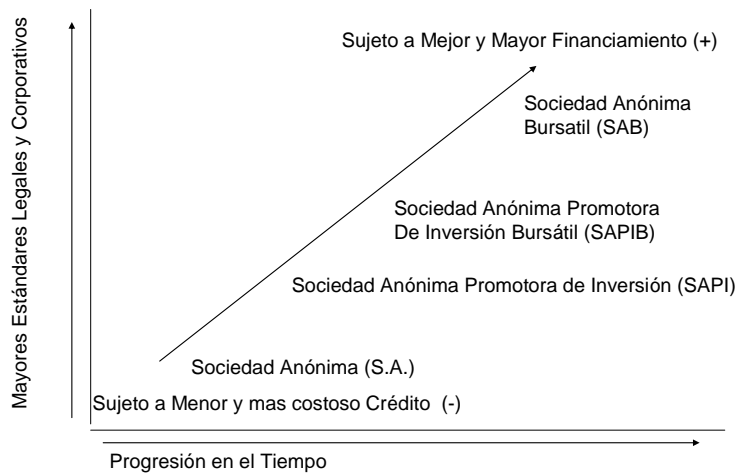 Sujeto a Mejor y Mayor Financiamiento (+)
Sociedad Anónima
Bursatil (SAB)
Sociedad Anónima Promotora
De Inversión Bursátil (SAPIB)
Sociedad Anónima Promotora de Inversión (SAPI)
Sociedad Anónima (S.A.)
Sujeto a Menor y mas costoso Crédito (-)
Mayores Estándares Legales y Corporativos
Progresión en el Tiempo